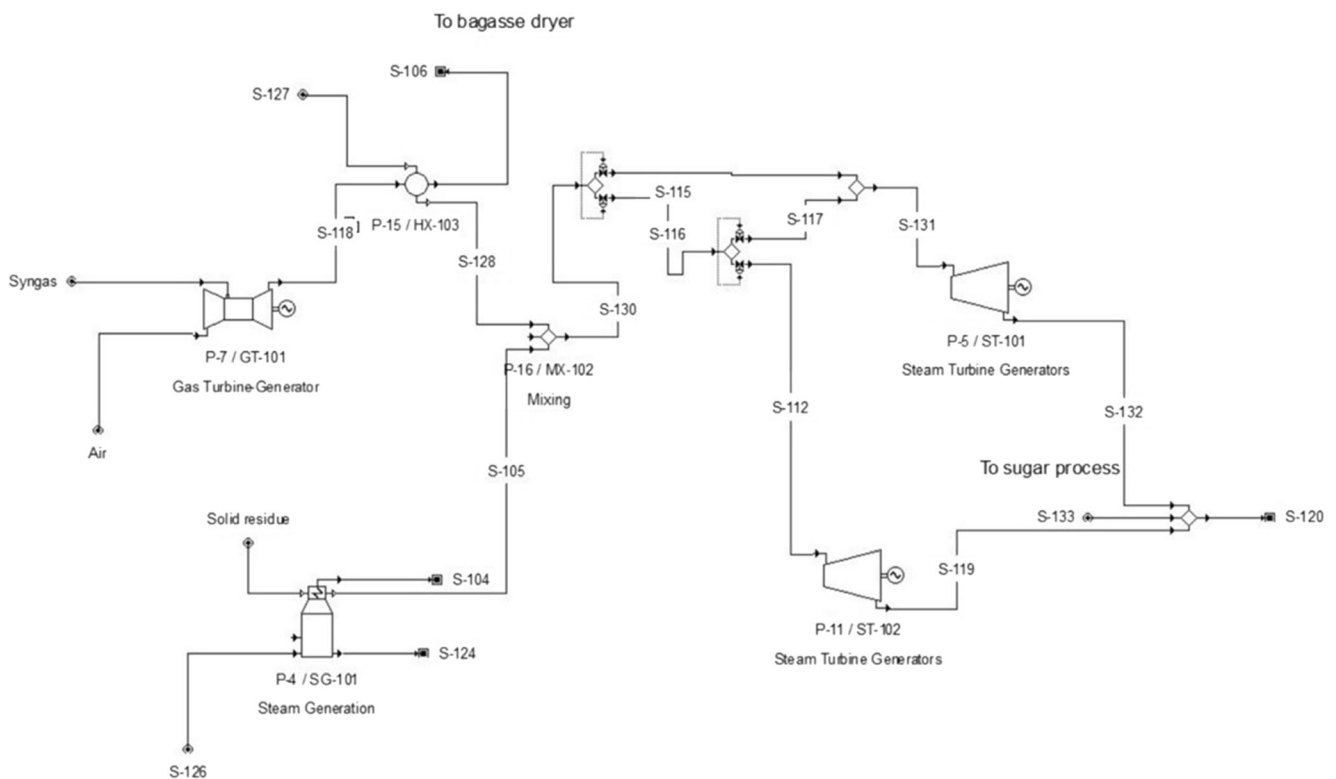 To bagasse dryer
S-106
S-127
S-115
S-117
S-118
P-15 / HX-103
S-116
S-131
S-128
Syngas
S-130
P-7 / GT-101
Gas Turbine-Generator
P-5 / ST-101
Steam Turbine Generators
P-16 / MX-102
Mixing
S-112
S-132
Air
S-105
To sugar process
Solid residue
S-133
S-120
S-104
S-119
P-11 / ST-102
Steam Turbine Generators
S-124
P-4 / SG-101
Steam Generation
S-126